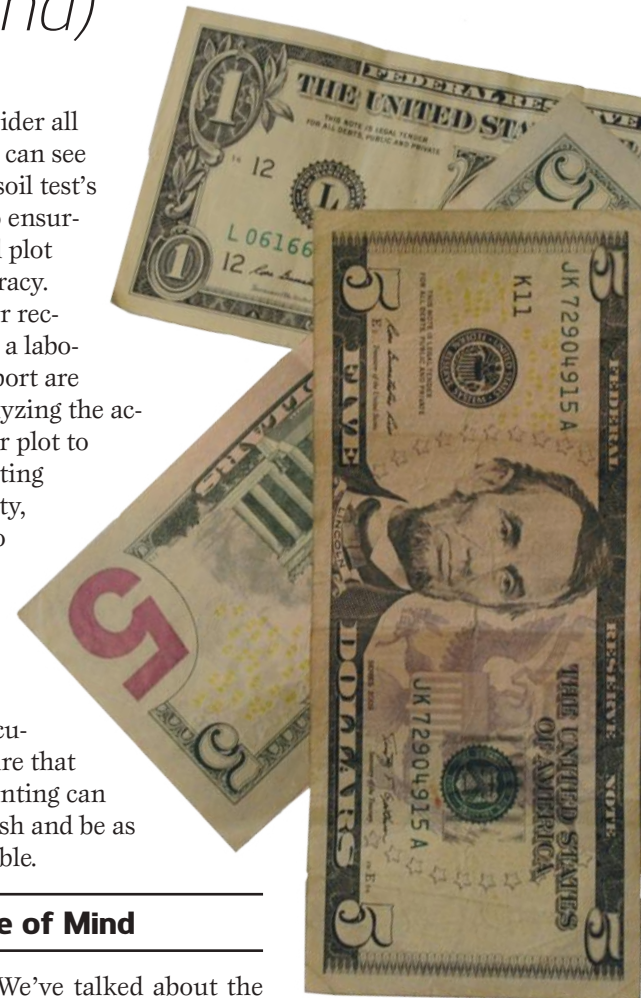 nd)
ider all
can see
soil test's
ensur-
l plot
racy.
r rec-
a labo-
port are
lyzing the ac-
r plot to
ting
ty,
o
cu-
re that
nting can
sh and be as
ble.
e of Mind
We've talked about the
FEDERAL RESERVE
THE UNITED STA
THIS NOTE IS LEGAL TENDER
FOR ALL DEBTS, PUBLIC AND PRIVATE
1
12
L
L 06166
1
12
5
5
5
5
FEDERAL RESERVE NOTE
THE UNITED STATES
OF AMERICA
JK 72904915 A
K11
THIS NOTE IS LEGAL TENDER
FOR ALL DEBTS, PUBLIC AND PRIVATE
LINCOLN
JK 72904915 A
FIVE DOLLARS
5
5